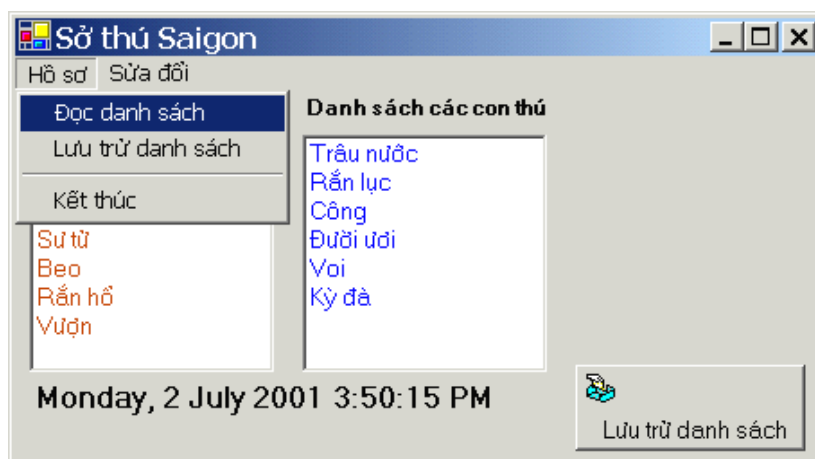 Sở thú Saigon
Hồ sơ Sửa đổi
Đọc danh sách
Lưu trử danh sách
Kết thúc
Danh sách các con thú
Sư tử
Beo
Rắn hổ
Vượn
Trâu nước
Rắn lục
Công
Đười ươi
Voi
Kỳ đà
Monday, 2 July 2001 3:50:15 PM
Lưu trử danh sách